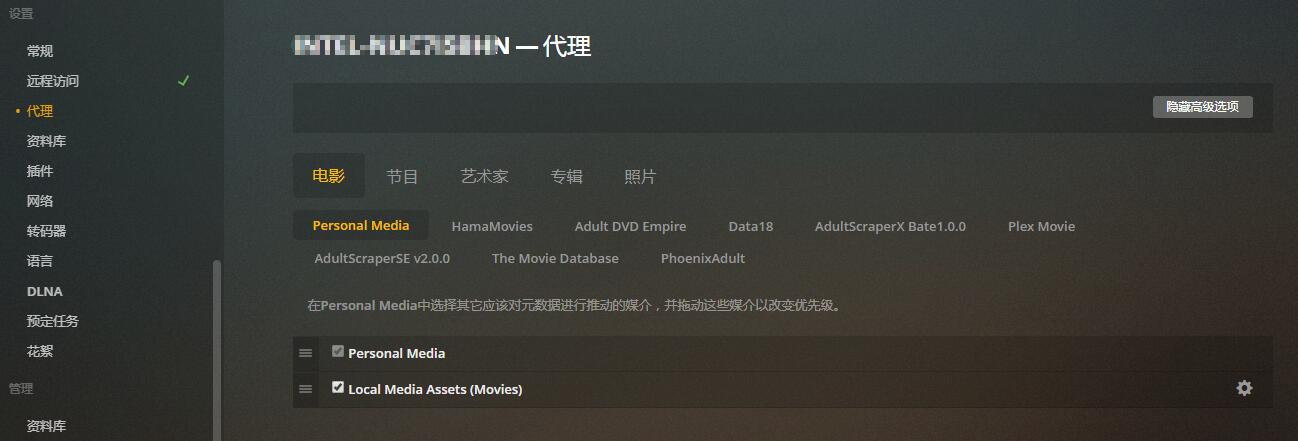 设置
常规
远程访问
代理
资料库
插件
网络
转码器
语言
DLNA
预定任务
花絮
管理
资料库
— 代理
隐藏高级选项
电影 节目 艺术家 专辑 照片
Personal Media HamaMovies Adult DVD Empire Data18 AdultScraperX Bate1.0.0 Plex Movie
AdultScraperSE v2.0.0 The Movie Database PhoenixAdult
在Personal Media中选择其它应该对元数据进行推动的媒介，并拖动这些媒介以改变优先级。
Personal Media
Local Media Assets (Movies)